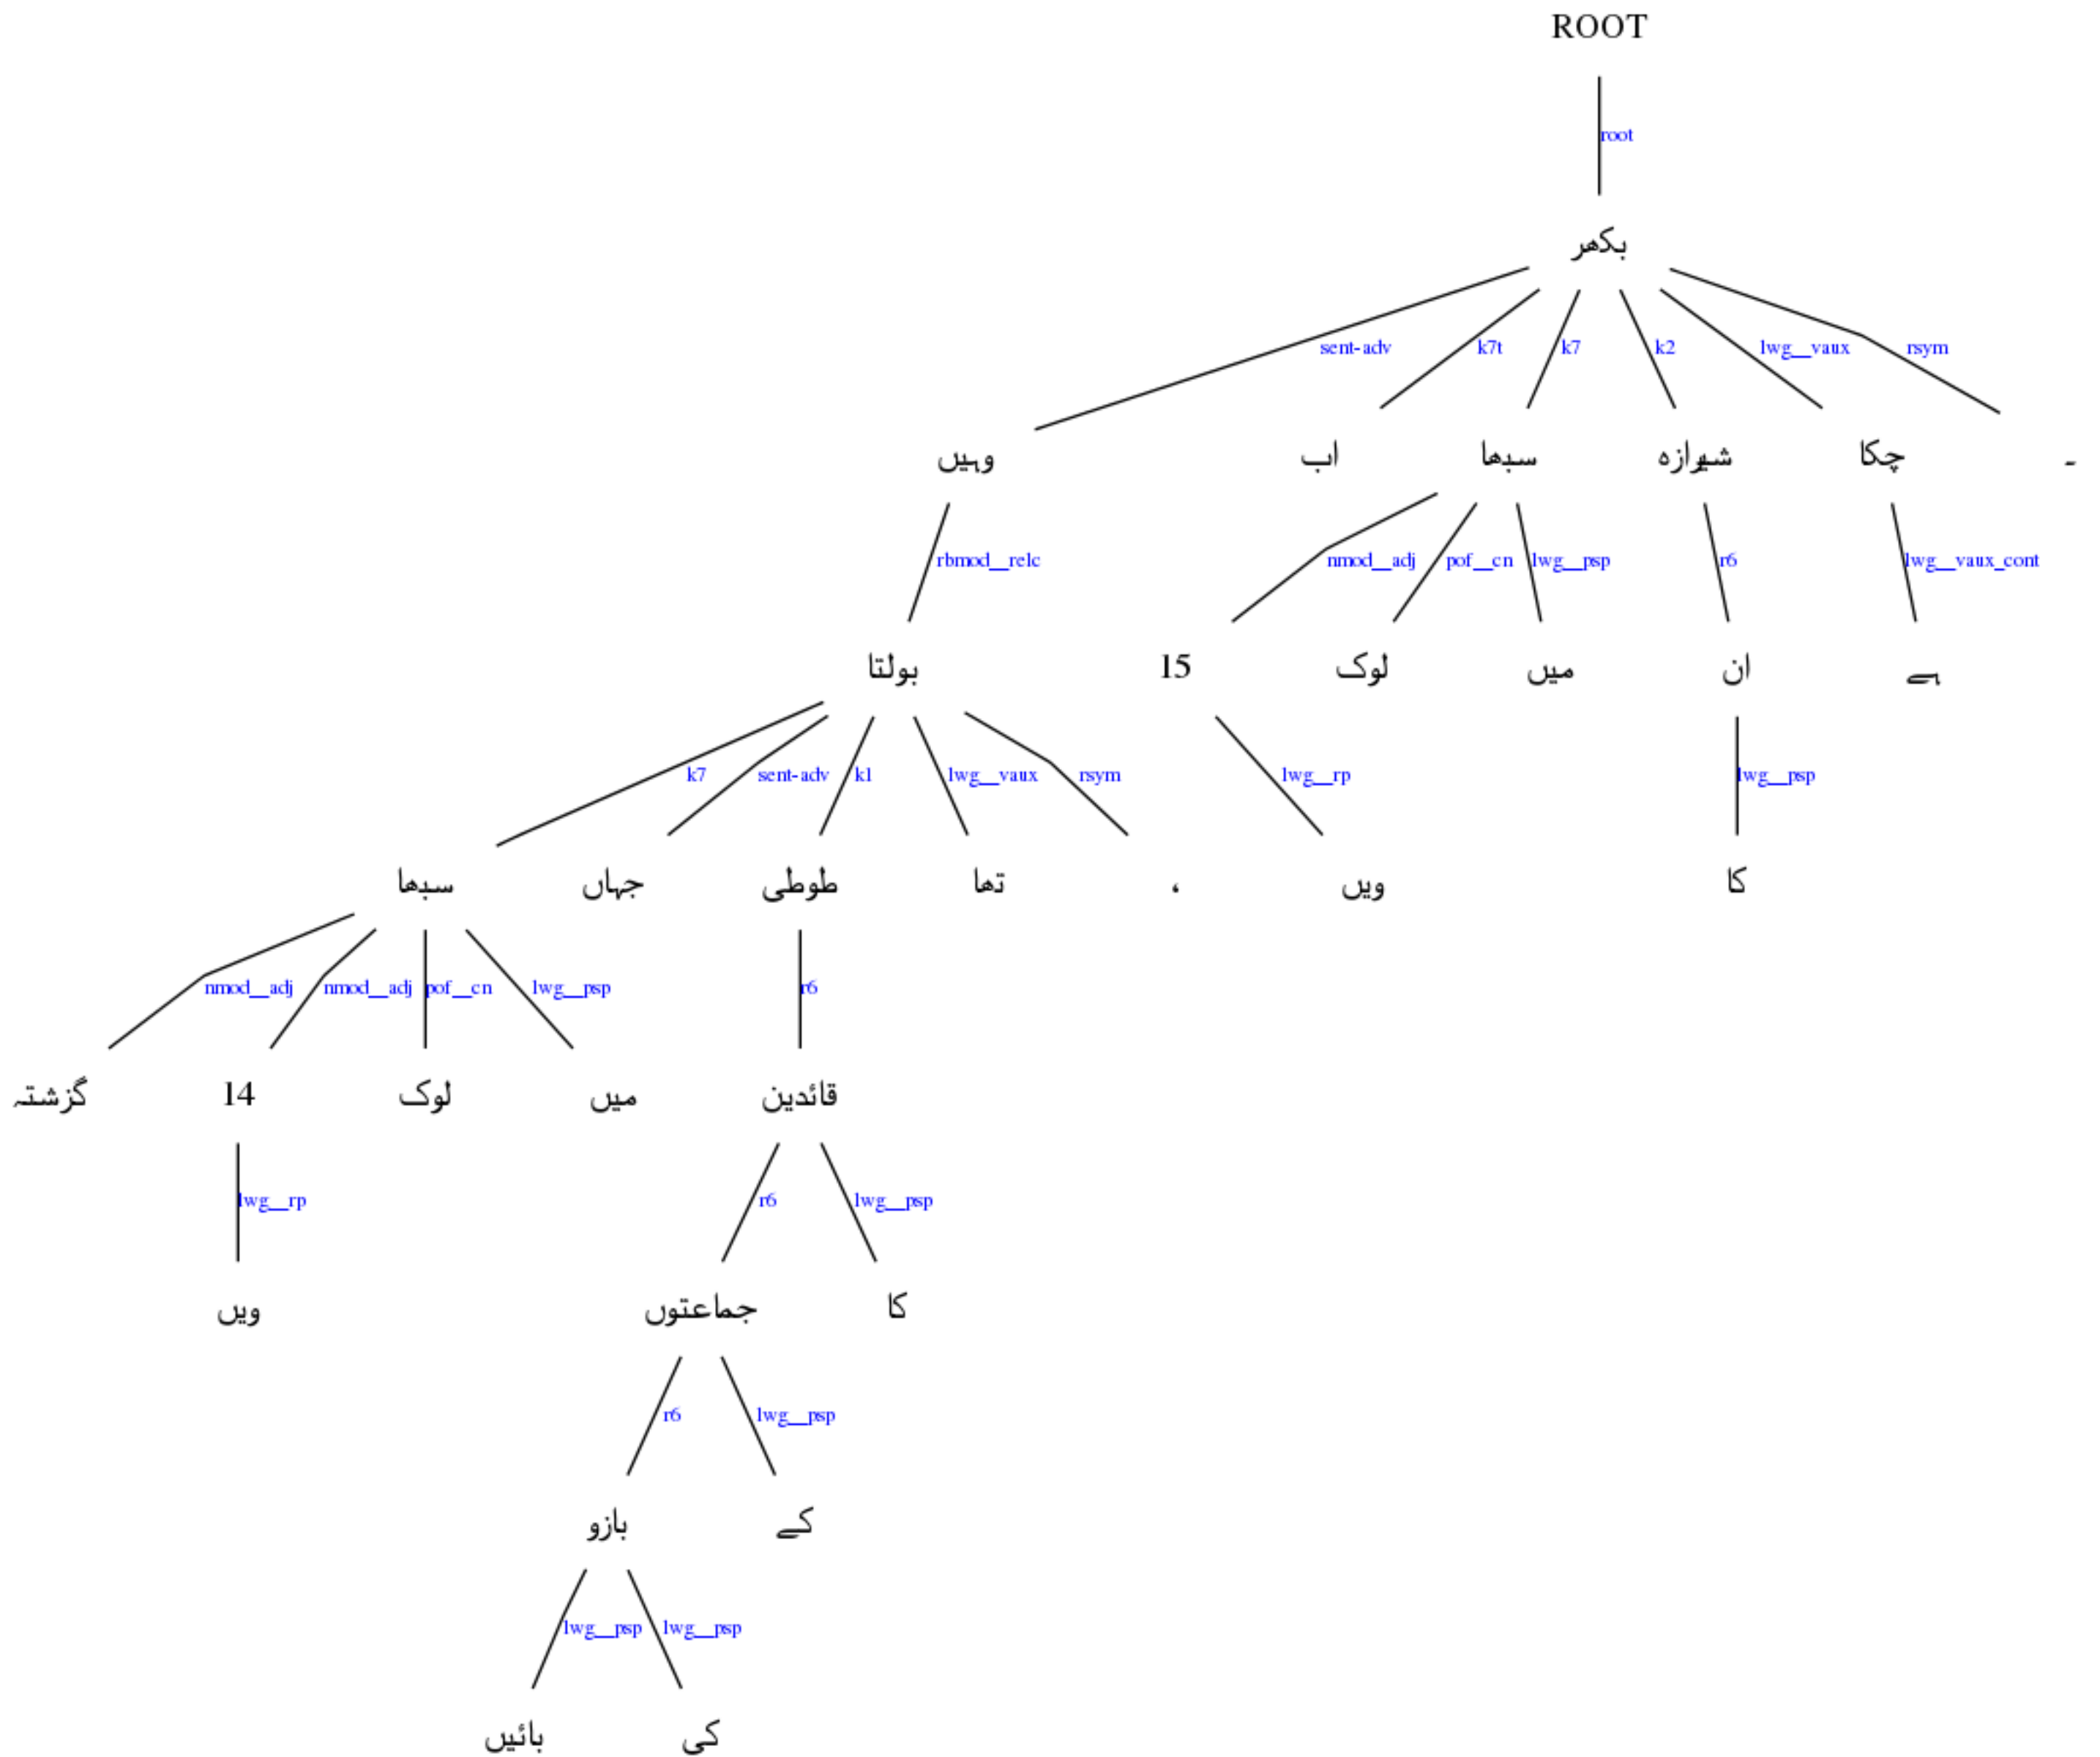 ROOT
root
بکھر
sent-adv k7t k7 k2 lwg__vaux rsym
وہیں اب سبھا شیرازہ چکا ۔
rbmod__relc nmod__adj pof__cn lwg__psp r6 lwg__vaux_cont
بولتا 15 لوک میں ان ہے
k7 sent-adv k1 lwg__vaux rsym lwg__rp lwg__psp
سبھا جہاں طوطی تھا ، ویں کا
nmod__adj nmod__adj pof__cn lwg__psp r6
گزشتہ 14 لوک میں قائدین
lwg__rp r6 lwg__psp
ویں جماعتوں کا
r6 lwg__psp
بازو کے
lwg__psp lwg__psp
بائیں کی